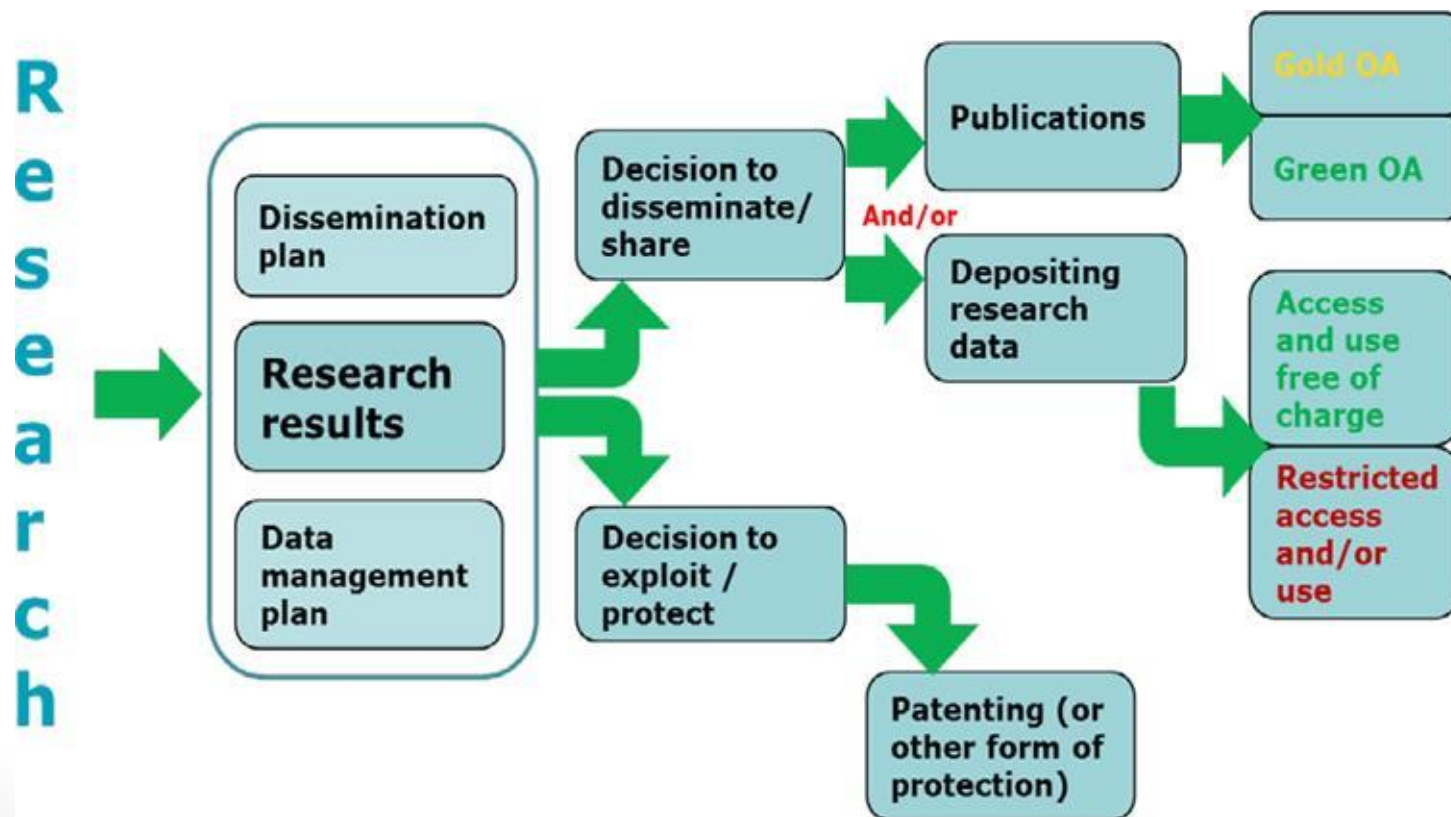 Research
Dissemination
plan
Research
results
Data
management
plan
Decision to
disseminate/
share
Decision to
exploit /
protect
And/or
Publications
Depositing
research
data
Patenting (or
other form of
protection)
Gold OA
Green OA
Access
and use
free of
charge
Restricted
access
and/or
use